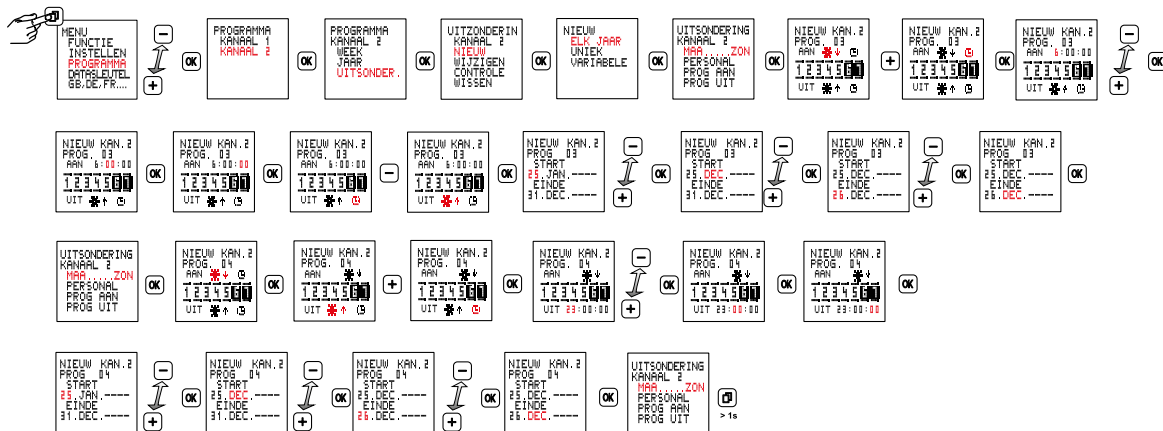 MENU
FUNCTIE
INSTELLEN
PROGRAMMA
DATASLEUTEL
GB,DE,FR....
−
+
OK
PROGRAMMA
KANAAL 1
KANAAL 2
OK
PROGRAMMA
KANAAL 2
WEEK
JAAR
UITSONDER.
OK
UITZONDERIN
KANAAL 2
NIEUW
WIJZIGEN
CONTROLE
WISSEN
OK
NIEUW
ELK JAAR
UNIEK
VARIABELE
OK
UITSONDERING
KANAAL 2
MAA.....ZON
PERSONAL
PROG AAN
PROG UIT
OK
NIEUW KAN.2
PROG. 03
AAN
1234567
UIT
+
NIEUW KAN.2
PROG. 03
AAN
1234567
UIT
OK
NIEUW KAN.2
PROG. 03
AAN 6:00:00
1234567
UIT
−
+
OK
NIEUW KAN.2
PROG. 03
AAN 6:00:00
1234567
UIT
OK
NIEUW KAN.2
PROG. 03
AAN 6:00:00
1234567
UIT
OK
NIEUW KAN.2
PROG. 03
AAN 6:00:00
1234567
UIT
−
NIEUW KAN.2
PROG. 03
AAN 6:00:00
1234567
UIT
OK
NIEUW KAN.2
PROG 03
START
25.JAN.----
EINDE
31.DEC.----
−
+
OK
NIEUW KAN.2
PROG 03
START
25.DEC.----
EINDE
31.DEC.----
−
+
OK
NIEUW KAN.2
PROG 03
START
25.DEC.----
EINDE
26.DEC.----
−
+
OK
NIEUW KAN.2
PROG 03
START
25.DEC.----
EINDE
26.DEC.----
OK
UITSONDERING
KANAAL 2
MAA.....ZON
PERSONAL
PROG AAN
PROG UIT
OK
NIEUW KAN.2
PROG. 04
AAN
1234567
UIT
OK
NIEUW KAN.2
PROG. 04
AAN
1234567
UIT
+
NIEUW KAN.2
PROG. 04
AAN
1234567
UIT
OK
NIEUW KAN.2
PROG. 04
AAN
1234567
UIT 23:00:00
−
+
OK
NIEUW KAN.2
PROG. 04
AAN
1234567
UIT 23:00:00
OK
NIEUW KAN.2
PROG. 04
AAN
1234567
UIT 23:00:00
OK
NIEUW KAN.2
PROG 04
START
25.JAN.----
EINDE
31.DEC.----
−
+
OK
NIEUW KAN.2
PROG 04
START
25.DEC.----
EINDE
31.DEC.----
−
+
OK
NIEUW KAN.2
PROG 04
START
25.DEC.----
EINDE
26.DEC.----
−
+
OK
NIEUW KAN.2
PROG 04
START
25.DEC.----
EINDE
26.DEC.----
OK
UITSONDERING
KANAAL 2
MAA.....ZON
PERSONAL
PROG AAN
PROG UIT
> 1s